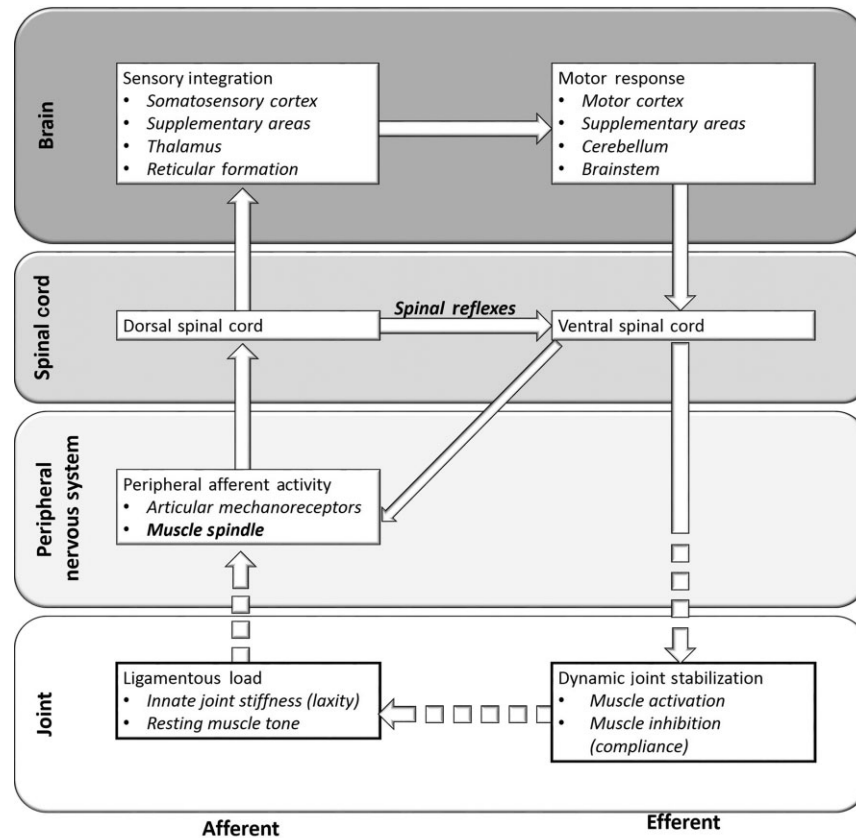 Brain
Sensory integration
• Somatosensory cortex
• Supplementary areas
• Thalamus
• Reticular formation
Motor response
• Motor cortex
• Supplementary areas
• Cerebellum
• Brainstem
Spinal cord
Dorsal spinal cord
Spinal reflexes
Ventral spinal cord
Peripheral
nervous system
Peripheral afferent activity
• Articular mechanoreceptors
• Muscle spindle
Joint
Ligamentous load
• Innate joint stiffness (laxity)
• Resting muscle tone
Dynamic joint stabilization
• Muscle activation
• Muscle inhibition
(compliance)
Afferent
Efferent